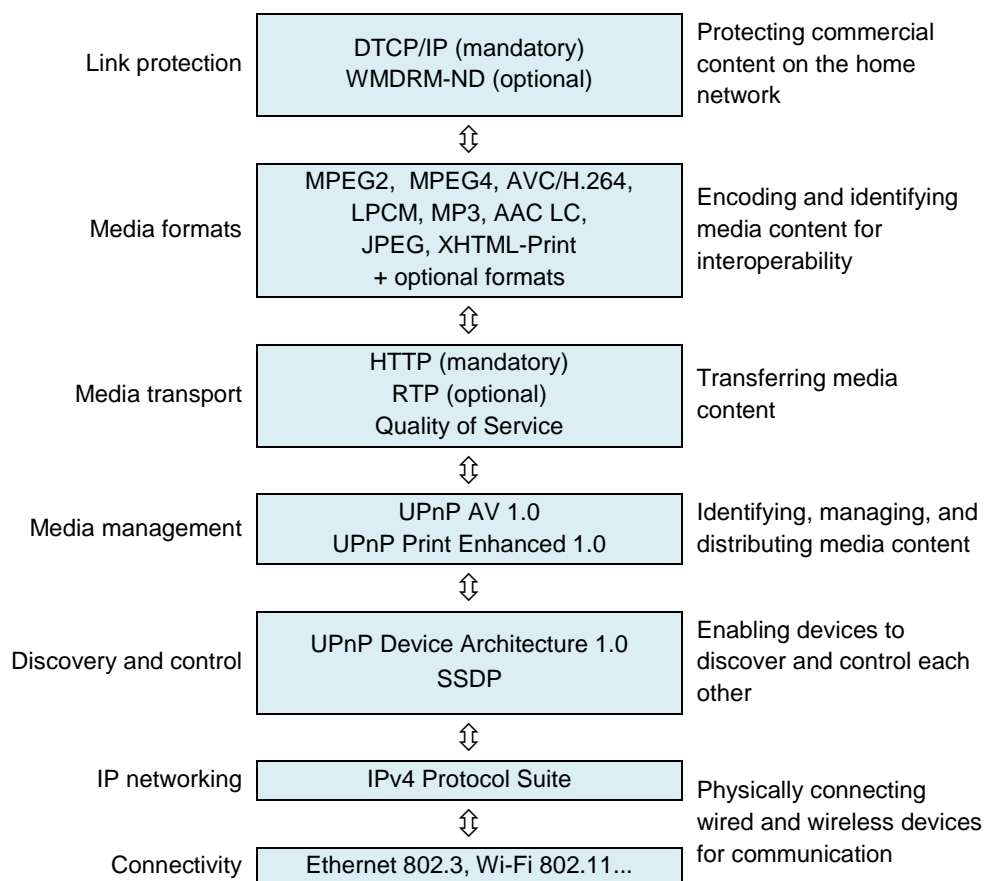 Link protection
DTCP/IP (mandatory)
WMDRM-ND (optional)
Protecting commercial
content on the home
network
Media formats
MPEG2, MPEG4, AVC/H.264,
LPCM, MP3, AAC LC,
JPEG, XHTML-Print
+ optional formats
Encoding and identifying
media content for
interoperability
Media transport
HTTP (mandatory)
RTP (optional)
Quality of Service
Transferring media
content
Media management
UPnP AV 1.0
UPnP Print Enhanced 1.0
Identifying, managing, and
distributing media content
Discovery and control
UPnP Device Architecture 1.0
SSDP
Enabling devices to
discover and control each
other
IP networking
IPv4 Protocol Suite
Physically connecting
wired and wireless devices
for communication
Connectivity
Ethernet 802.3, Wi-Fi 802.11...